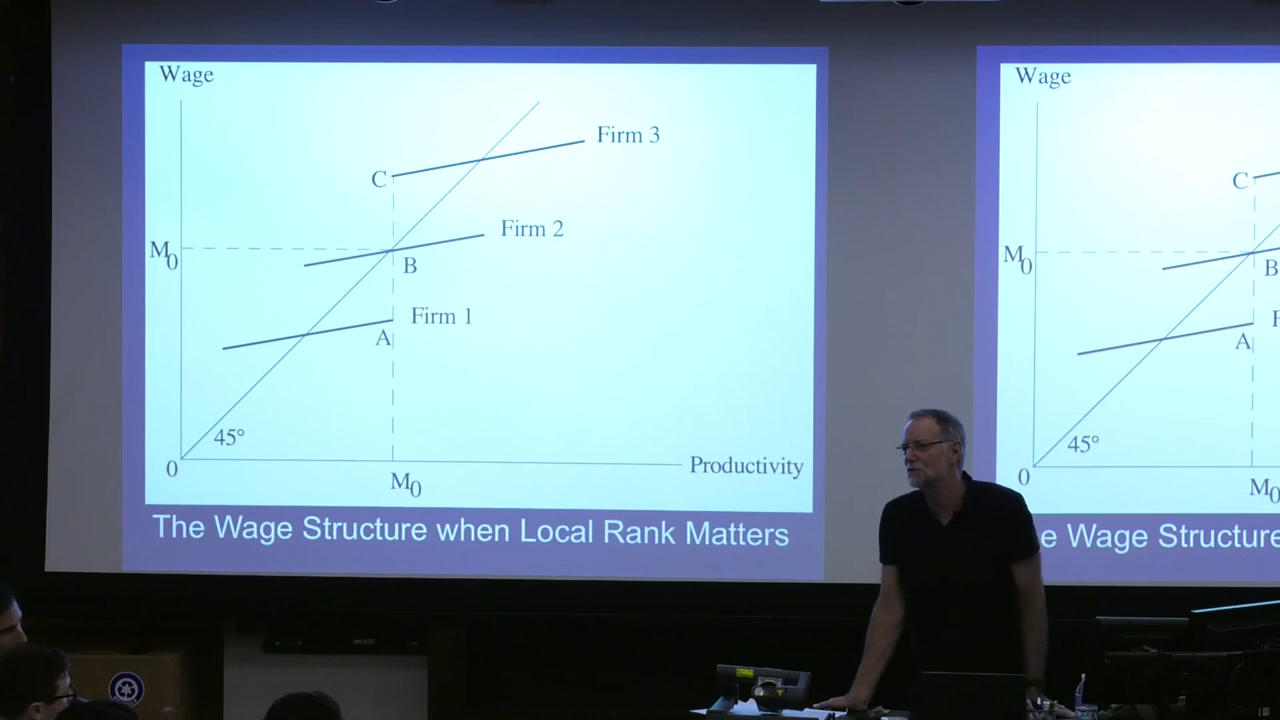 Wage
Firm 3
C
Firm 2
M0
B
Firm 1
A
45°
0
Productivity
M0
The Wage Structure when Local Rank Matters
Wage
C
M0
B
A
45°
0
M0
e Wage Structure